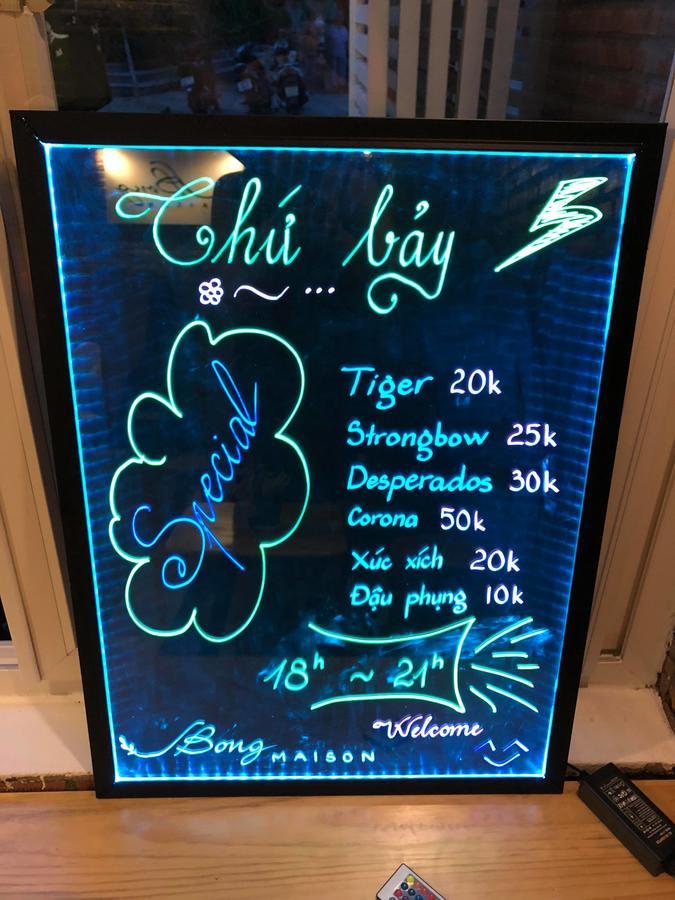 Thứ bảy
Special
Tiger 20k
Strongbow 25k
Desperados 30k
Corona 50k
Xúc xích 20k
Đậu phụng 10k
18h ~ 21h
Welcome
Bong MAISON